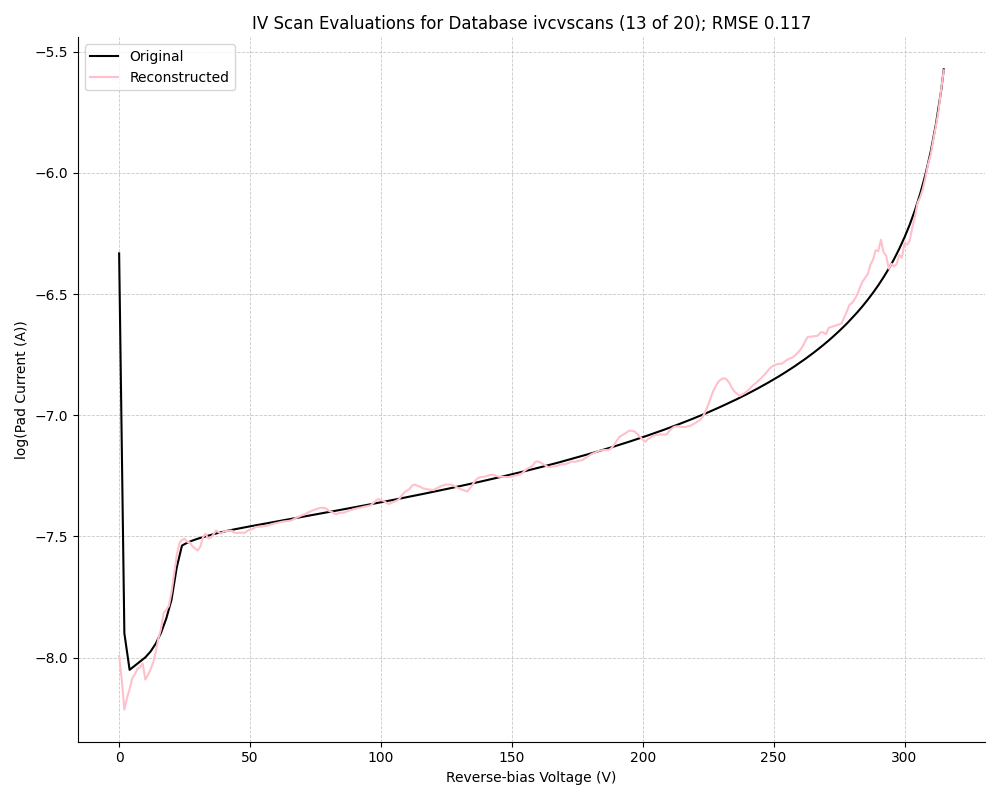 IV Scan Evaluations for Database ivcvscans (13 of 20); RMSE 0.117
Original
Reconstructed
−5.5
−6.0
−6.5
−7.0
−7.5
−8.0
log(Pad Current (A))
0
50
100
150
200
250
300
Reverse-bias Voltage (V)